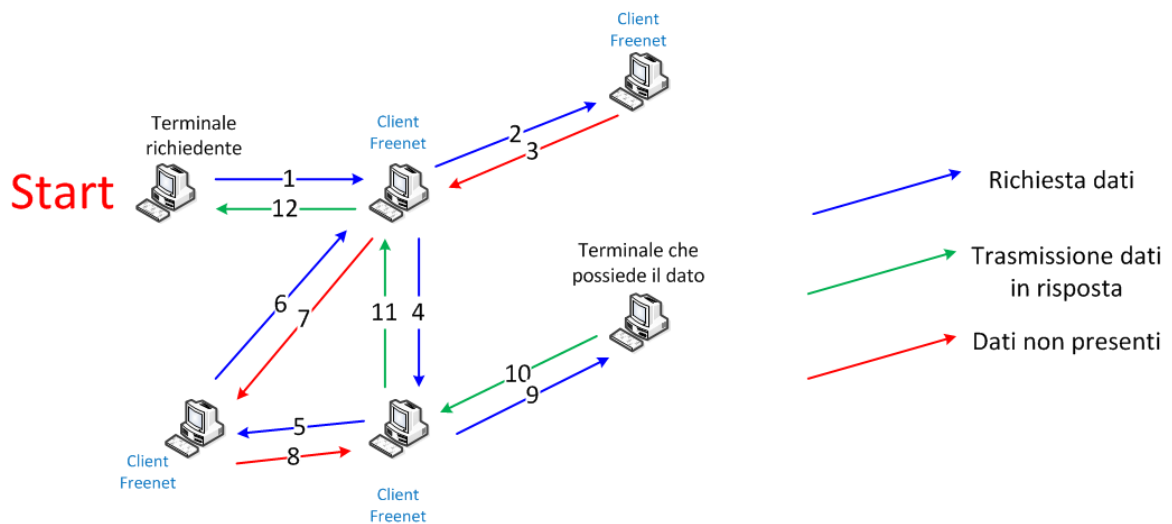 Client
Freenet
Terminale
richiedente
Client
Freenet
2
3
Start
1
12
Richiesta dati
Terminale che
possiede il dato
Trasmissione dati
in risposta
6
7
11
4
Dati non presenti
10
9
5
8
Client
Freenet
Client
Freenet